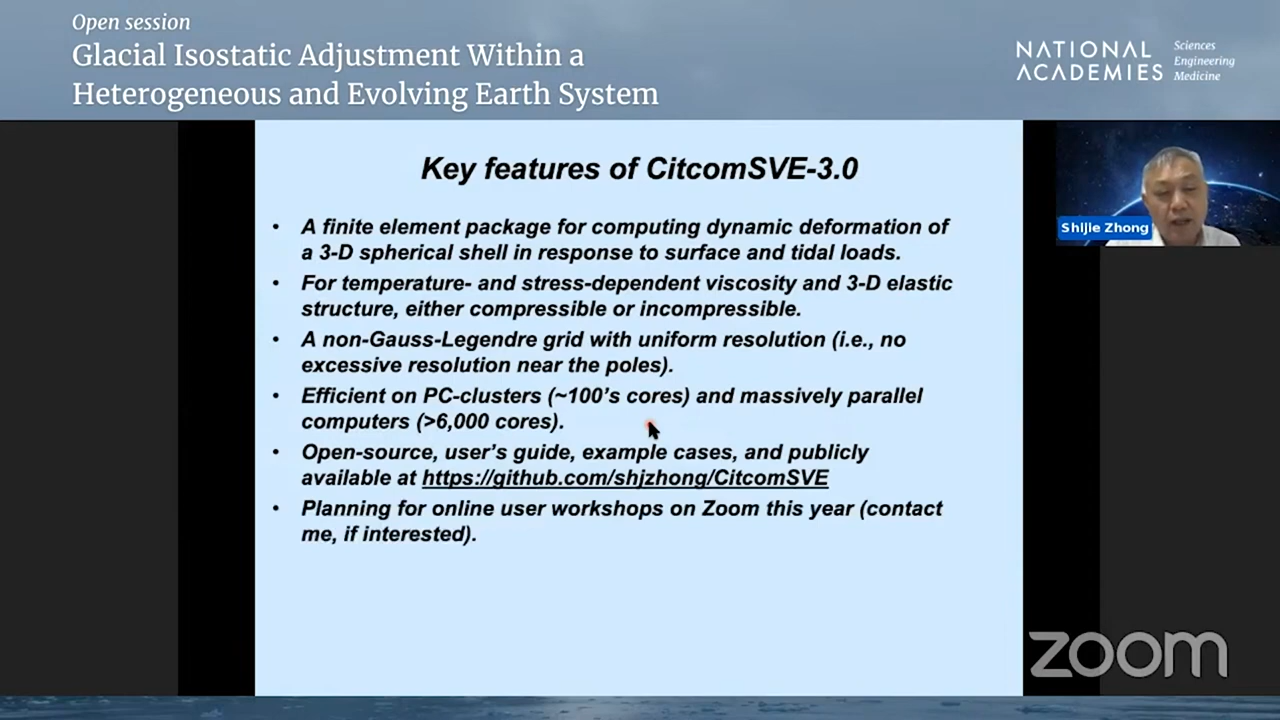 Open session
Glacial Isostatic Adjustment Within a
Heterogeneous and Evolving Earth System
NATIONAL
ACADEMIES
Sciences
Engineering
Medicine
Key features of CitcomSVE-3.0
• A finite element package for computing dynamic deformation of
a 3-D spherical shell in response to surface and tidal loads.
• For temperature- and stress-dependent viscosity and 3-D elastic
structure, either compressible or incompressible.
• A non-Gauss-Legendre grid with uniform resolution (i.e., no
excessive resolution near the poles).
• Efficient on PC-clusters (~100's cores) and massively parallel
computers (>6,000 cores).
• Open-source, user's guide, example cases, and publicly
available at https://github.com/shjzhong/CitcomSVE
• Planning for online user workshops on Zoom this year (contact
me, if interested).
Shijie Zhong
zoom